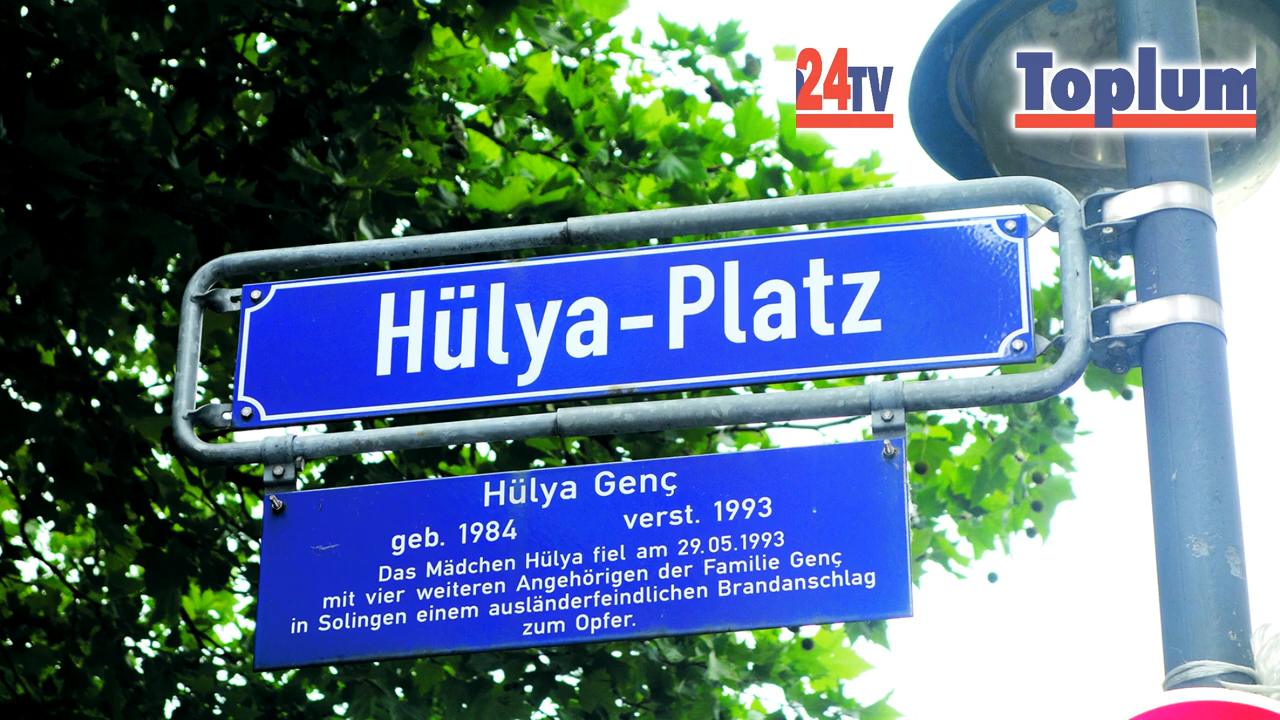 24TV
Toplum
Hülya-Platz
Hülya Genç
geb. 1984 verst. 1993
Das Mädchen Hülya fiel am 29.05.1993
mit vier weiteren Angehörigen der Familie Genç
in Solingen einem ausländerfeindlichen Brandanschlag
zum Opfer.